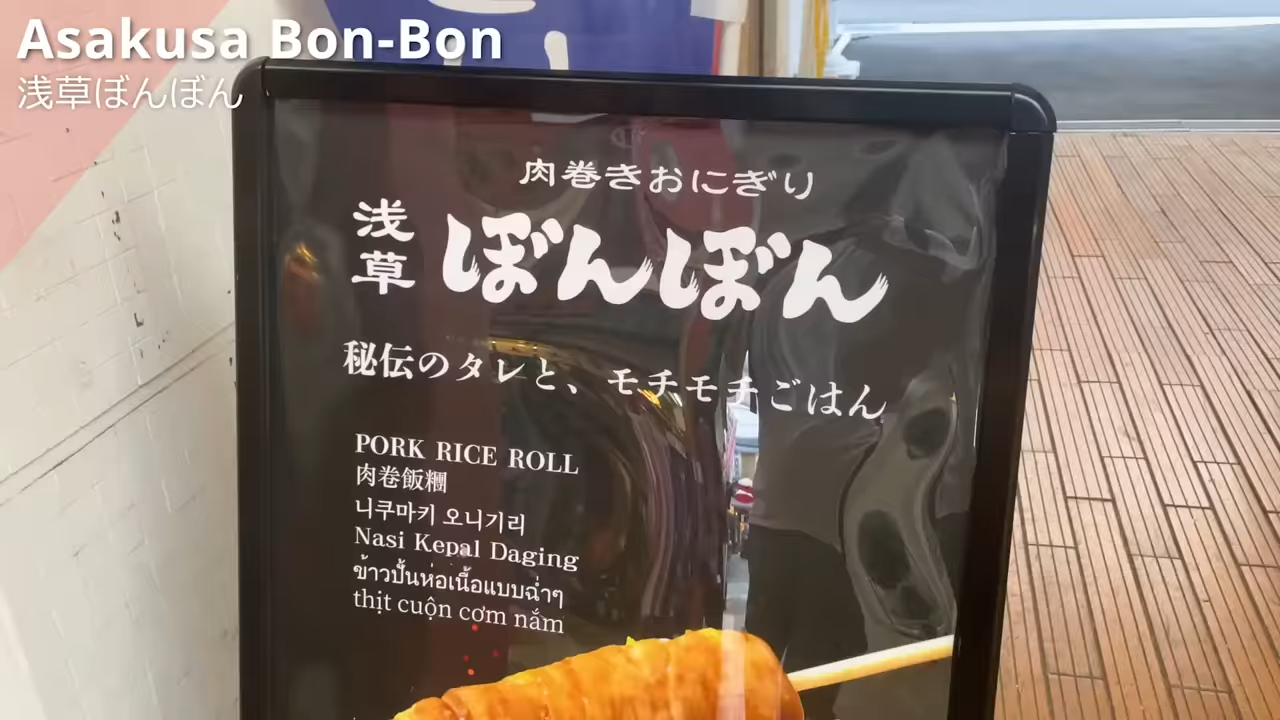 Asakusa Bon-Bon
浅草ぼんぼん
肉巻きおにぎり
浅草 ぼんぼん
秘伝のタレと、モチモチごはん
PORK RICE ROLL
肉卷飯糰
니쿠마키 오니기리
Nasi Kepal Daging
ข้าวปั้นห่อเนื้อแบบฉ่ำๆ
thịt cuộn cơm nắm